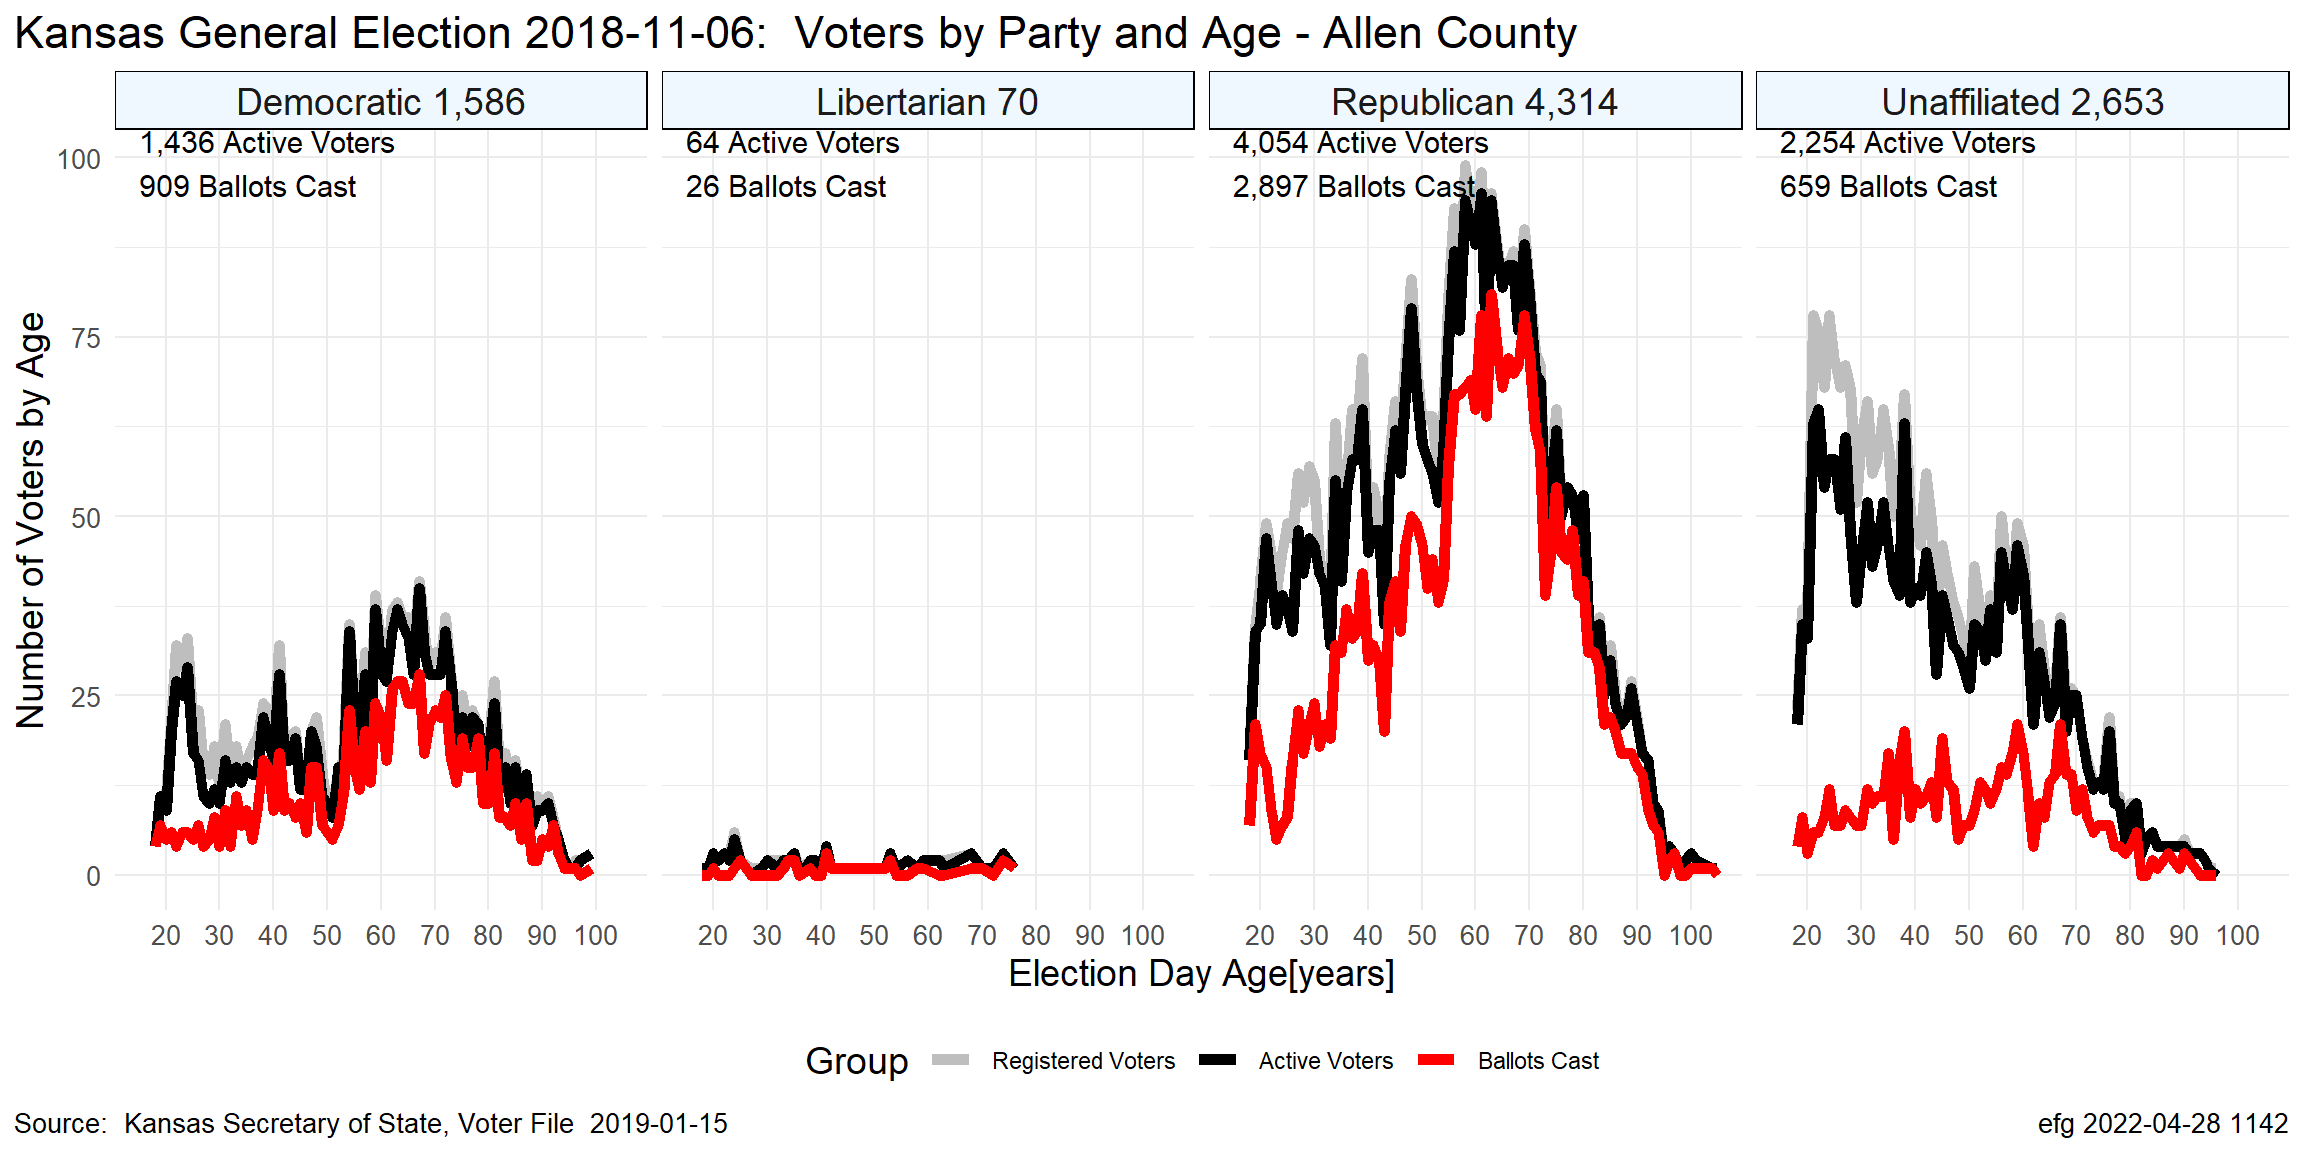 Kansas General Election 2018-11-06:  Voters by Party and Age - Allen County
Democratic 1,586
Libertarian 70
Republican 4,314
Unaffiliated 2,653
1,436 Active Voters
909 Ballots Cast
64 Active Voters
26 Ballots Cast
4,054 Active Voters
2,897 Ballots Cast
2,254 Active Voters
659 Ballots Cast
Number of Voters by Age
100
75
50
25
0
20 30 40 50 60 70 80 90 100
20 30 40 50 60 70 80 90 100
20 30 40 50 60 70 80 90 100
20 30 40 50 60 70 80 90 100
Election Day Age[years]
Group Registered Voters Active Voters Ballots Cast
Source:  Kansas Secretary of State, Voter File  2019-01-15
efg 2022-04-28 1142